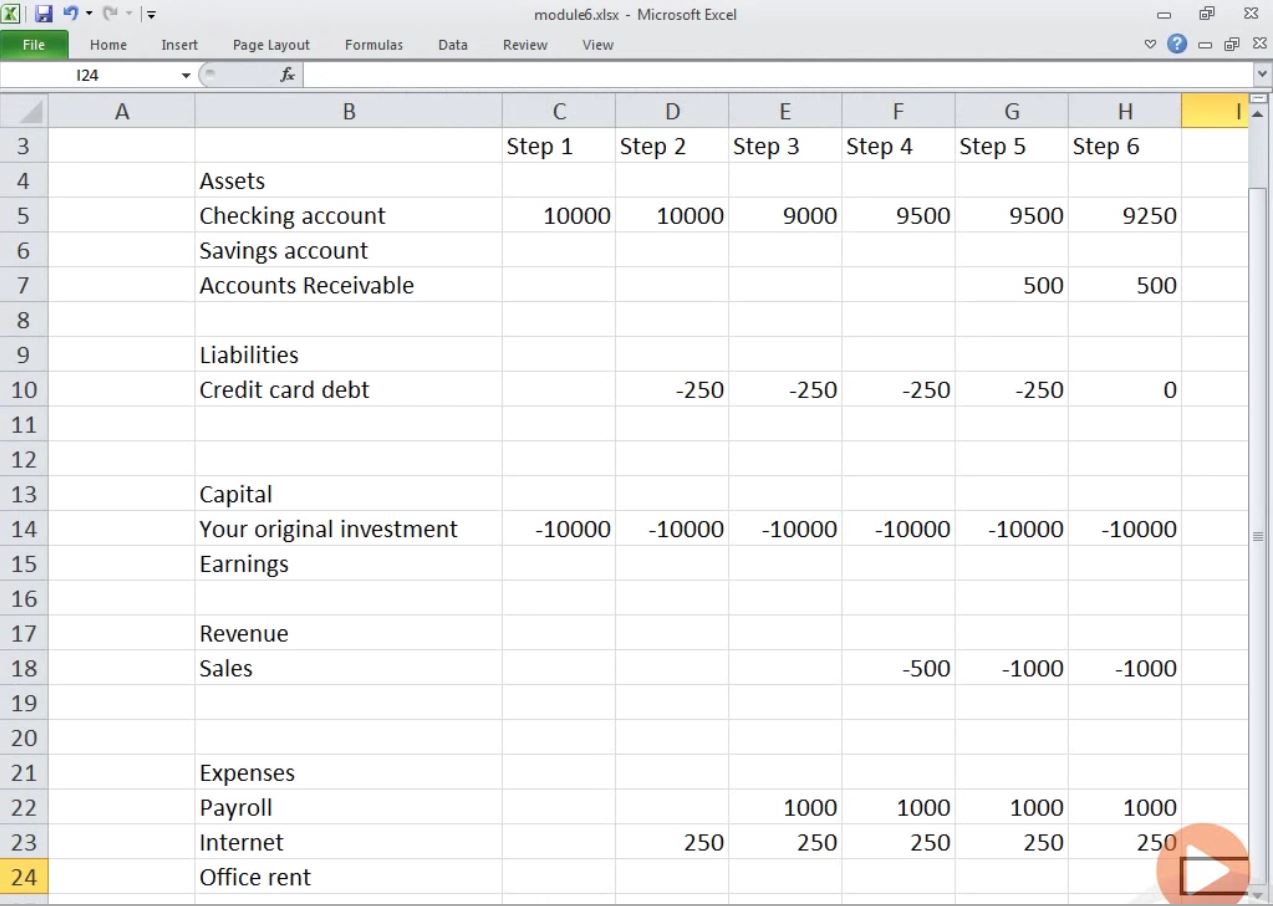 module6.xlsx - Microsoft Excel
File Home Insert Page Layout Formulas Data Review View
I24 fx
A B C D E F G H I
3 Step 1 Step 2 Step 3 Step 4 Step 5 Step 6
4 Assets
5 Checking account 10000 10000 9000 9500 9500 9250
6 Savings account
7 Accounts Receivable 500 500
8
9 Liabilities
10 Credit card debt -250 -250 -250 -250 0
11
12
13 Capital
14 Your original investment -10000 -10000 -10000 -10000 -10000 -10000
15 Earnings
16
17 Revenue
18 Sales -500 -1000 -1000
19
20
21 Expenses
22 Payroll 1000 1000 1000 1000
23 Internet 250 250 250 250 250
24 Office rent